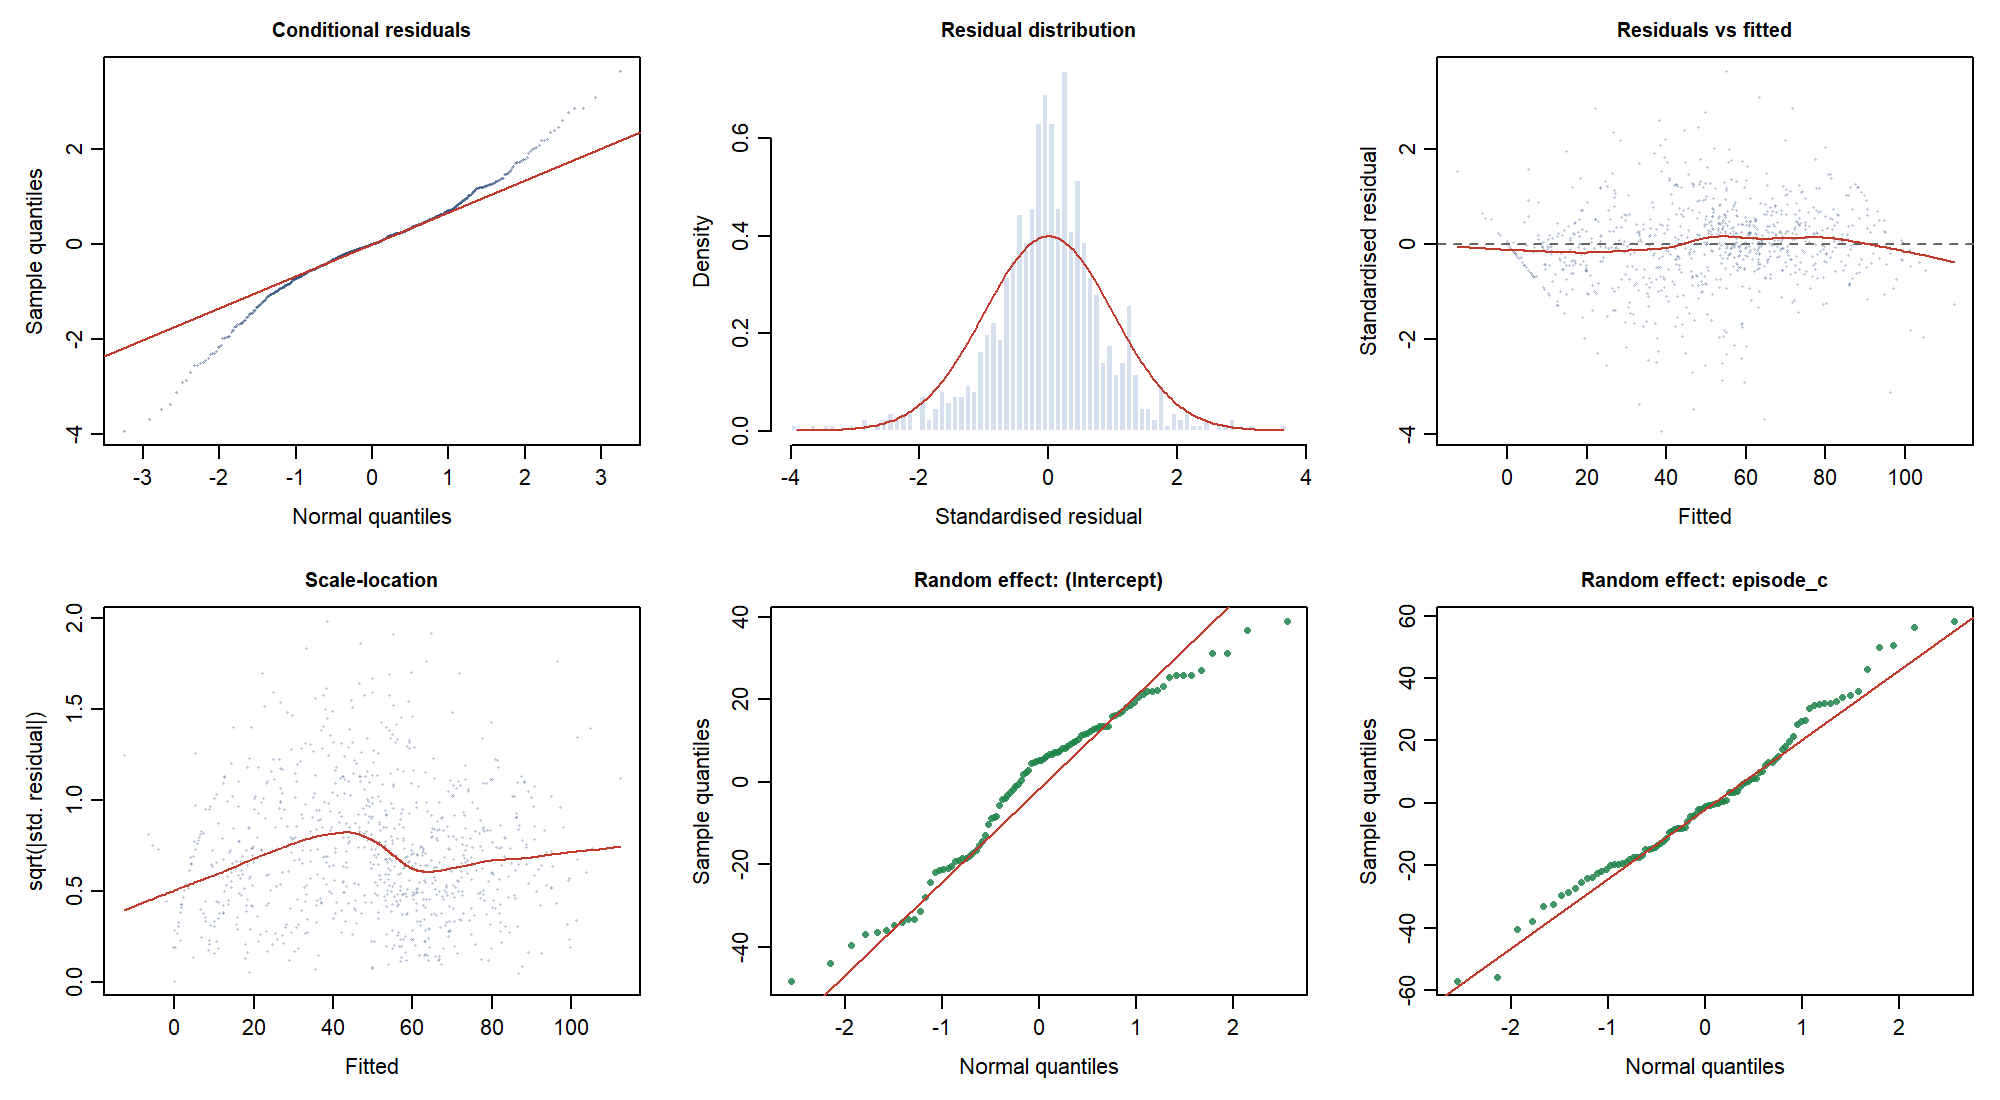 Conditional residuals
Sample quantiles
-4 -2 0 2
-3 -2 -1 0 1 2 3
Normal quantiles
Residual distribution
Density
0.0 0.2 0.4 0.6
-4 -2 0 2 4
Standardised residual
Residuals vs fitted
Standardised residual
-4 -2 0 2
0 20 40 60 80 100
Fitted
Scale-location
sqrt(|std. residual|)
0.0 0.5 1.0 1.5 2.0
0 20 40 60 80 100
Fitted
Random effect: (Intercept)
Sample quantiles
-40 -20 0 20 40
-2 -1 0 1 2
Normal quantiles
Random effect: episode_c
Sample quantiles
-60 -40 -20 0 20 40 60
-2 -1 0 1 2
Normal quantiles